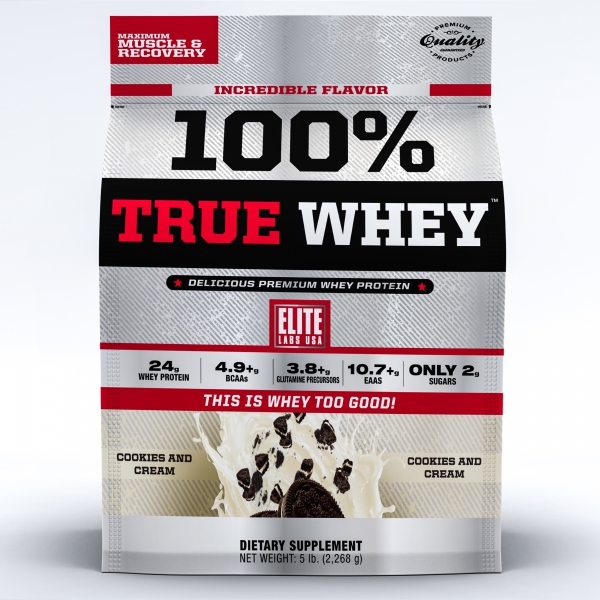 MAXIMUM
MUSCLE &
RECOVERY
PREMIUM
Quality
GUARANTEED
PRODUCTS
INCREDIBLE FLAVOR
100%
TRUE WHEY™
★ DELICIOUS PREMIUM WHEY PROTEIN ★
ELITE
LABS USA
24g
WHEY PROTEIN
4.9+g
BCAAs
3.8+g
GLUTAMINE PRECURSORS
10.7+g
EAAS
ONLY 2g
SUGARS
THIS IS WHEY TOO GOOD!
COOKIES AND
CREAM
COOKIES AND
CREAM
DIETARY SUPPLEMENT
NET WEIGHT: 5 lb. (2,268 g)